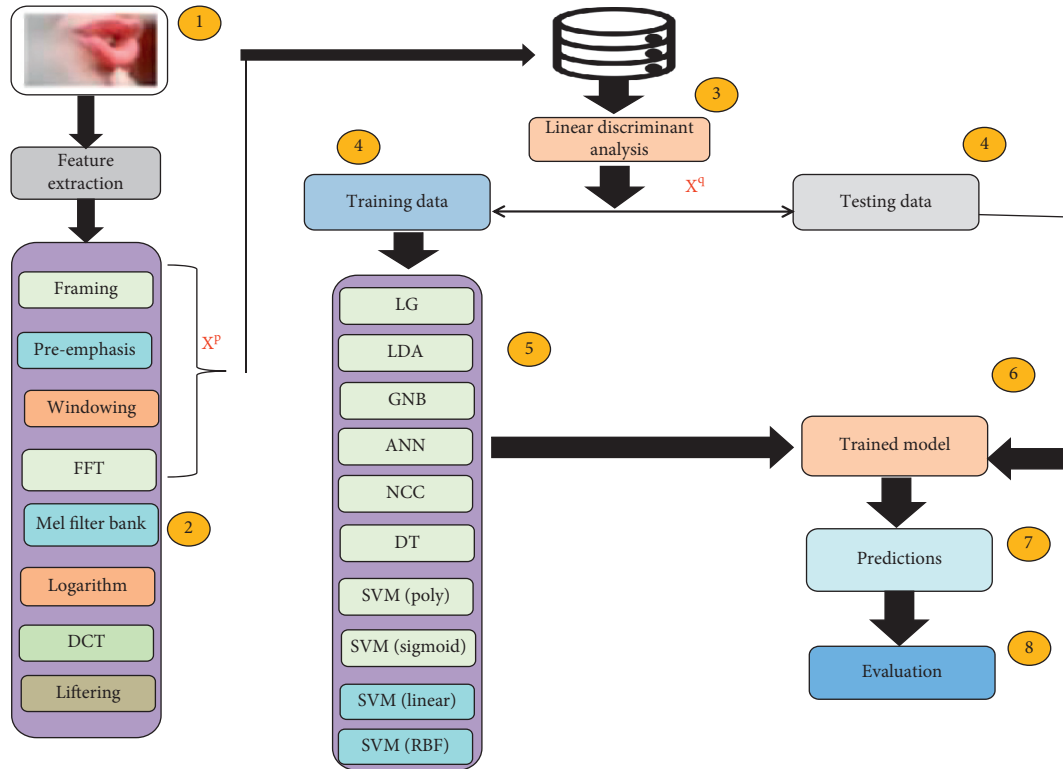 1
Feature
extraction
Framing
Pre-emphasis
Windowing
FFT
Mel filter bank
2
Logarithm
DCT
Liftering
X^p
3
Linear discriminant
analysis
X^q
4
Training data
4
Testing data
LG
LDA
GNB
ANN
NCC
DT
SVM (poly)
SVM (sigmoid)
SVM (linear)
SVM (RBF)
5
6
Trained model
7
Predictions
8
Evaluation